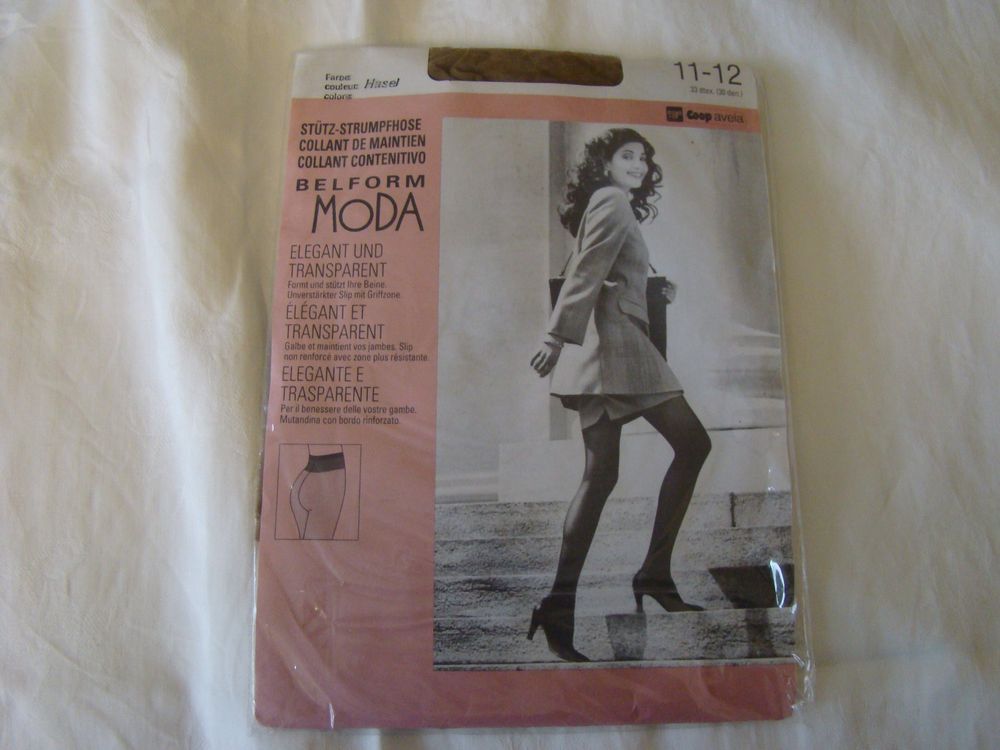 Farbe:
couleur: Hasel
colore:
11-12
33 dtex. (30 den.)
coop Coop aveia
STÜTZ-STRUMPFHOSE
COLLANT DE MAINTIEN
COLLANT CONTENITIVO
BELFORM
MODA
ELEGANT UND
TRANSPARENT
Formt und stützt Ihre Beine.
Unverstärkter Slip mit Griffzone.
ÉLÉGANT ET
TRANSPARENT
Galbe et maintient vos jambes. Slip
non renforcé avec zone plus résistante.
ELEGANTE E
TRASPARENTE
Per il benessere delle vostre gambe.
Mutandina con bordo rinforzato.